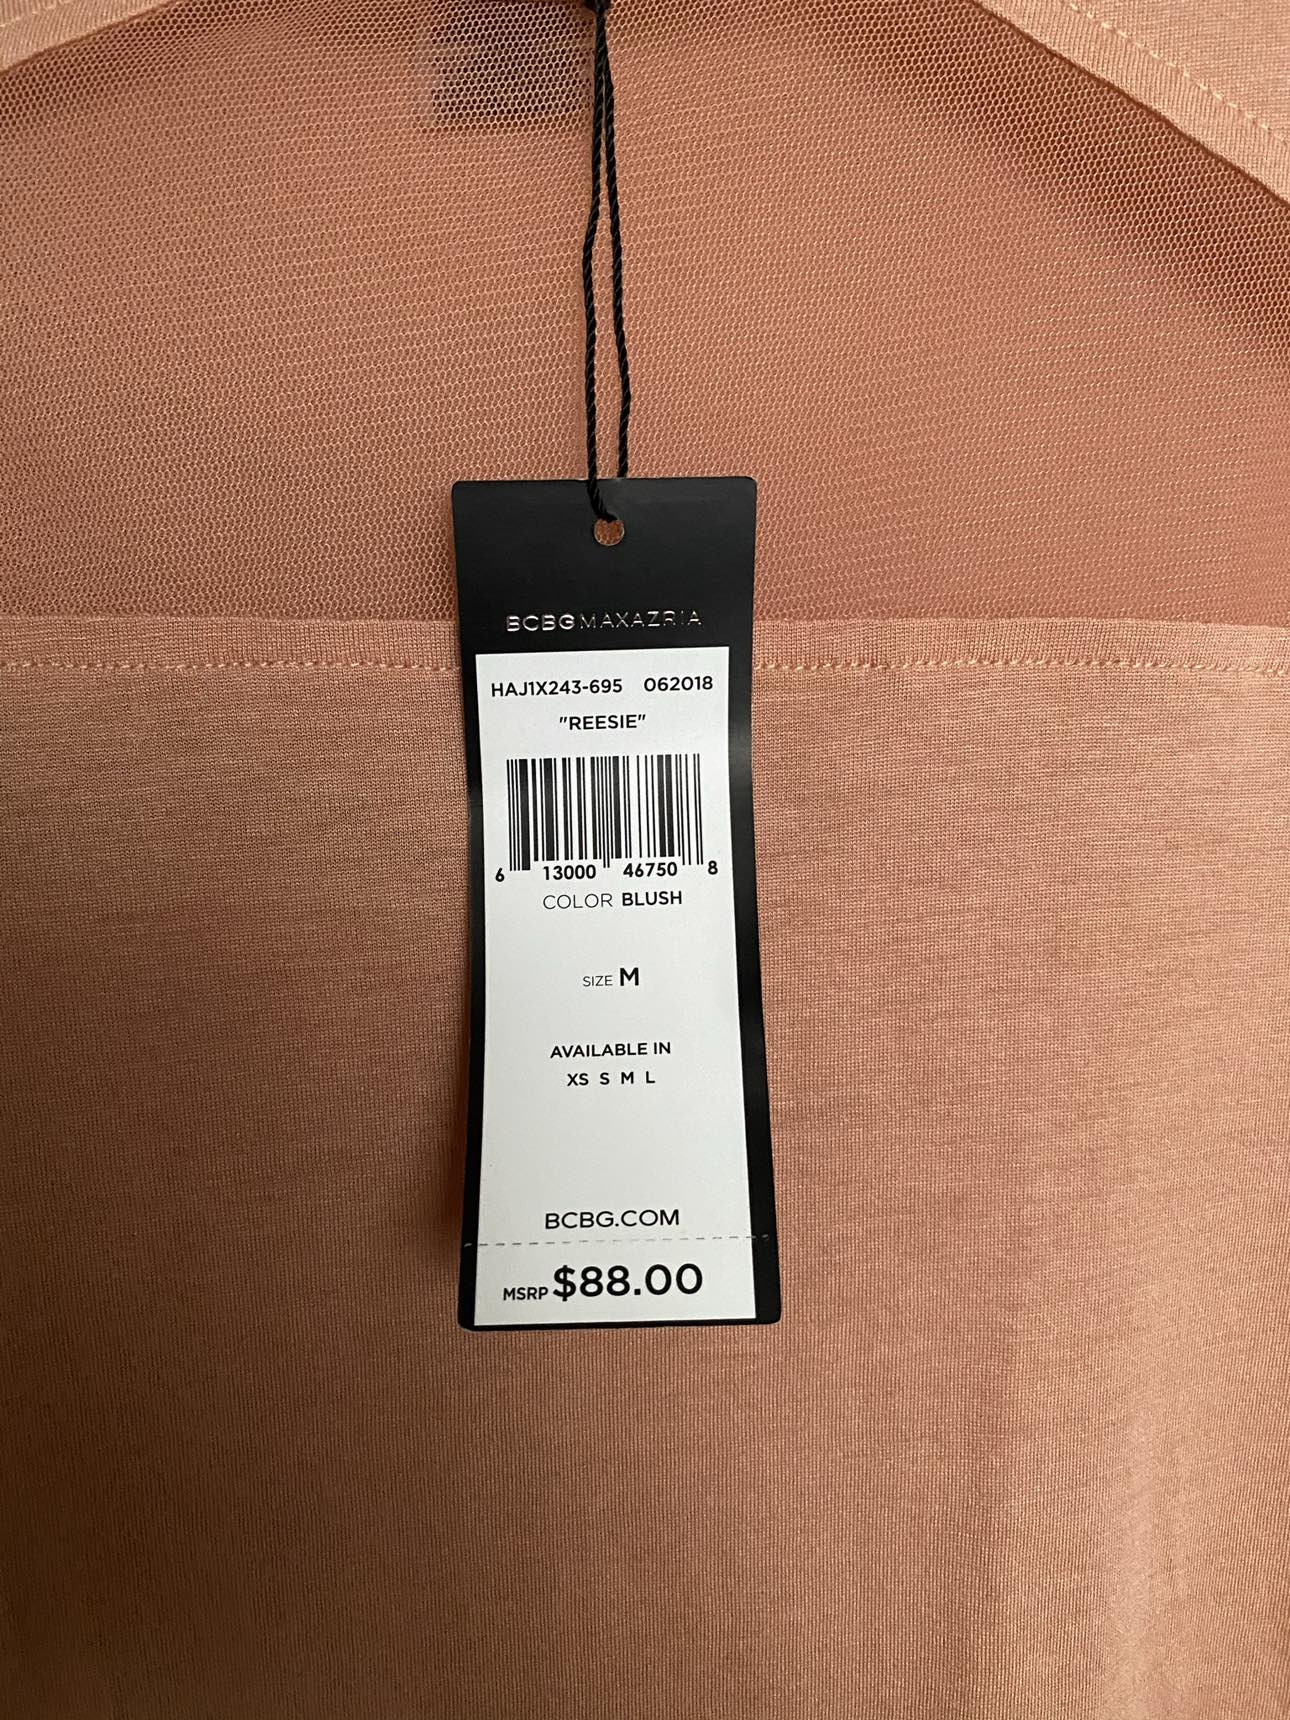 BCBGMAXAZRIA
HAJ1X243-695 062018
"REESIE"
6 13000 46750 8
COLOR BLUSH
SIZE M
AVAILABLE IN
XS S M L
BCBG.COM
MSRP $88.00